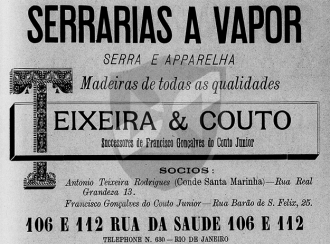 SERRARIAS A VAPOR
SERRA E APPARELHA
Madeiras de todas as qualidades
TEIXEIRA & COUTO
Successores de Francisco Gonçalves do Couto Junior
SOCIOS:
Antonio Teixeira Rodrigues (Conde Santa Marinha)—Rua Real
Grandeza 13.
Francisco Gonçalves do Couto Junior—Rua Barão de S. Felix, 25.
106 E 112 RUA DA SAUDE 106 E 112
TELEPHONE N. 630—RIO DE JANEIRO